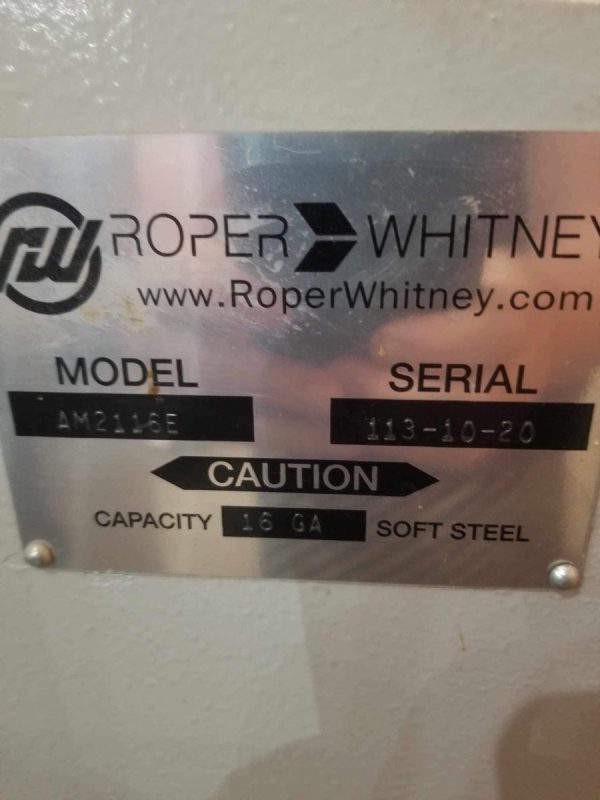 rw ROPER WHITNEY
www.RoperWhitney.com
MODEL SERIAL
AM2116E 113-10-20
CAUTION
CAPACITY 16 GA SOFT STEEL